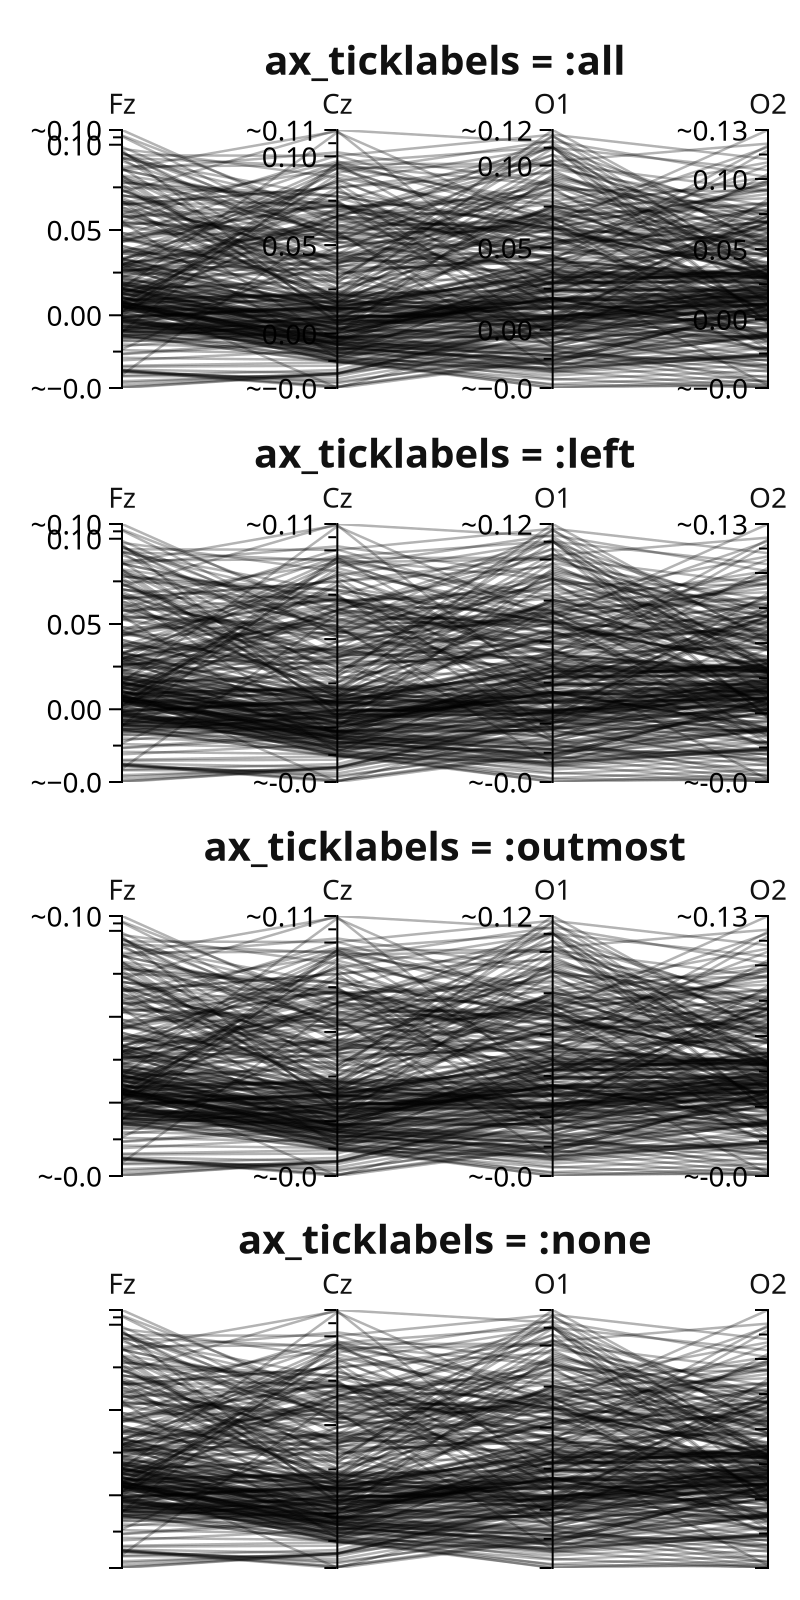 ax_ticklabels = :all
Fz Cz O1 O2
~0.10 ~0.11 ~0.12 ~0.13
0.10 0.10 0.10 0.10
0.05 0.05 0.05 0.05
0.00 0.00 0.00 0.00
~−0.0 ~−0.0 ~−0.0 ~−0.0
ax_ticklabels = :left
Fz Cz O1 O2
~0.10 ~0.11 ~0.12 ~0.13
0.10
0.05
0.00
~−0.0 ~-0.0 ~-0.0 ~-0.0
ax_ticklabels = :outmost
Fz Cz O1 O2
~0.10 ~0.11 ~0.12 ~0.13
~-0.0 ~-0.0 ~-0.0 ~-0.0
ax_ticklabels = :none
Fz Cz O1 O2